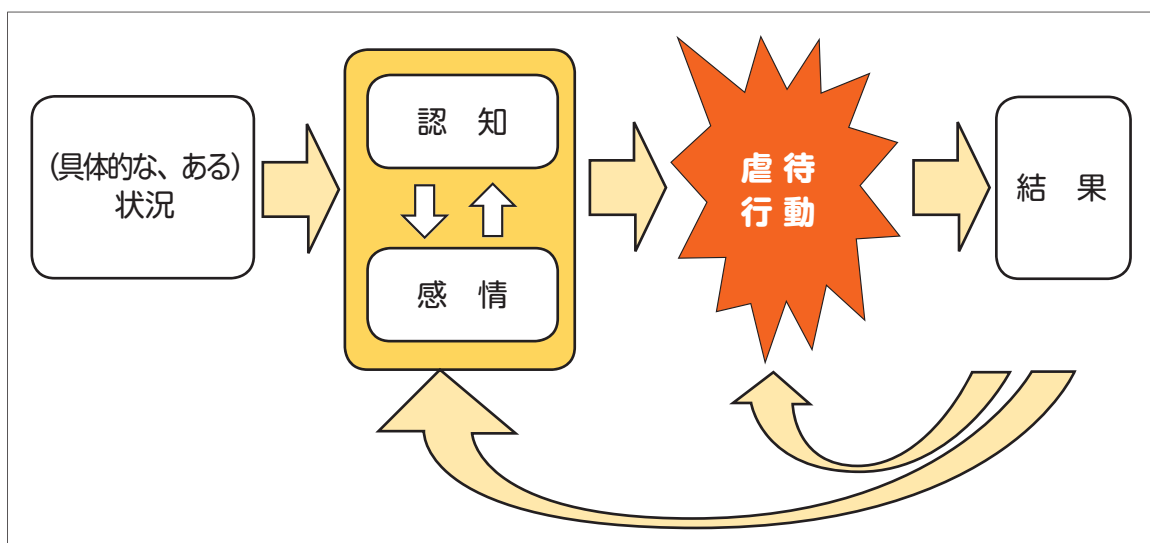 (具体的な、ある)
状況
認 知
感 情
虐待
行動
結 果